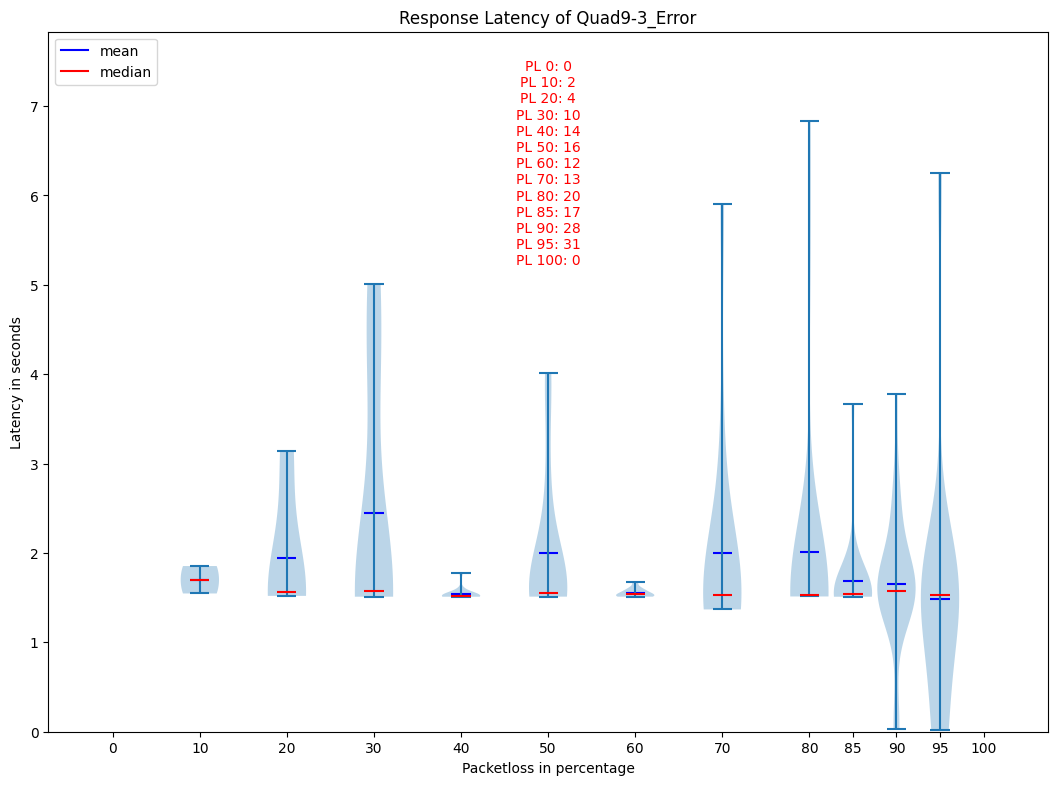 Response Latency of Quad9-3_Error
mean
median
PL 0: 0
PL 10: 2
PL 20: 4
PL 30: 10
PL 40: 14
PL 50: 16
PL 60: 12
PL 70: 13
PL 80: 20
PL 85: 17
PL 90: 28
PL 95: 31
PL 100: 0
Latency in seconds
7
6
5
4
3
2
1
0
0 10 20 30 40 50 60 70 80 85 90 95 100
Packetloss in percentage